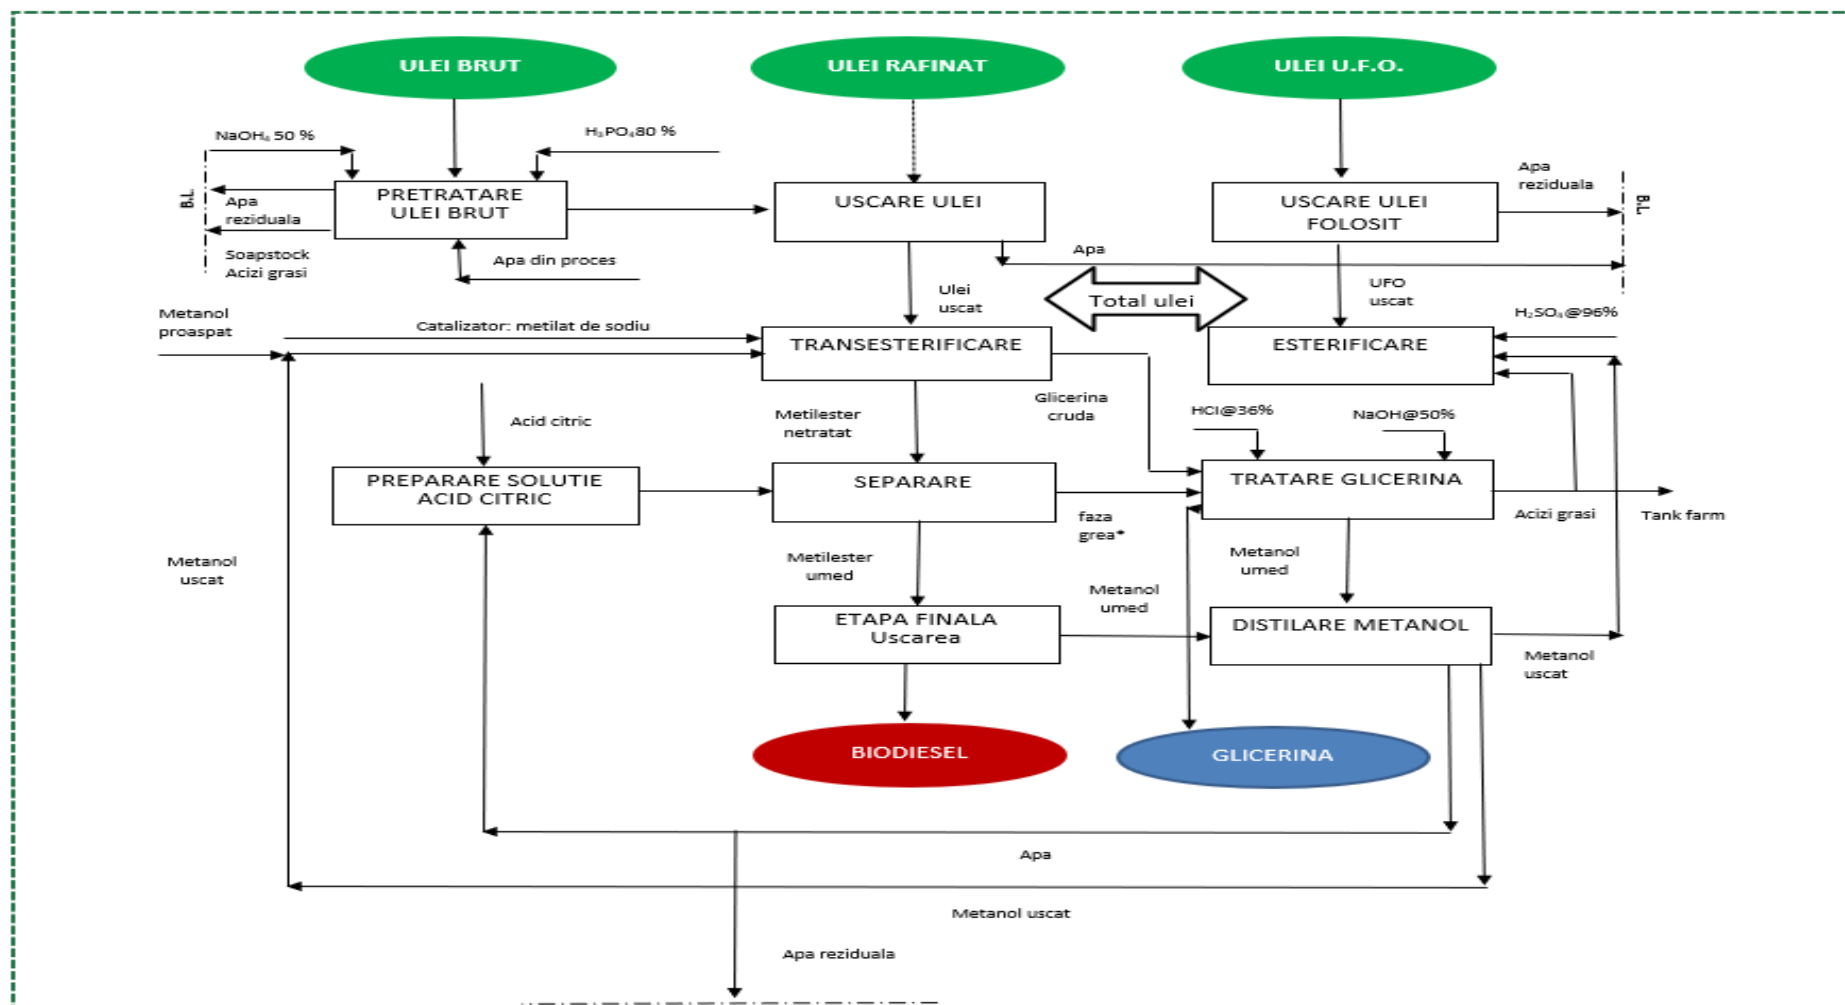 ULEI BRUT
ULEI RAFINAT
ULEI U.F.O.
NaOH₄ 50 %
H₃PO₄80 %
B.L.
Apa
reziduala
PRETRATARE
ULEI BRUT
USCARE ULEI
USCARE ULEI
FOLOSIT
Apa
reziduala
B.L.
Soapstock
Acizi grasi
Apa din proces
Apa
Ulei
uscat
Total ulei
UFO
uscat
Metanol
proaspat
Catalizator: metilat de sodiu
H₂SO₄@96%
TRANSESTERIFICARE
ESTERIFICARE
Acid citric
Metilester
netratat
Glicerina
cruda
HCl@36%
NaOH@50%
PREPARARE SOLUTIE
ACID CITRIC
SEPARARE
TRATARE GLICERINA
faza
grea*
Acizi grasi
Tank farm
Metanol
uscat
Metilester
umed
Metanol
umed
Metanol
umed
ETAPA FINALA
Uscarea
DISTILARE METANOL
Metanol
uscat
BIODIESEL
GLICERINA
Apa
Metanol uscat
Apa reziduala